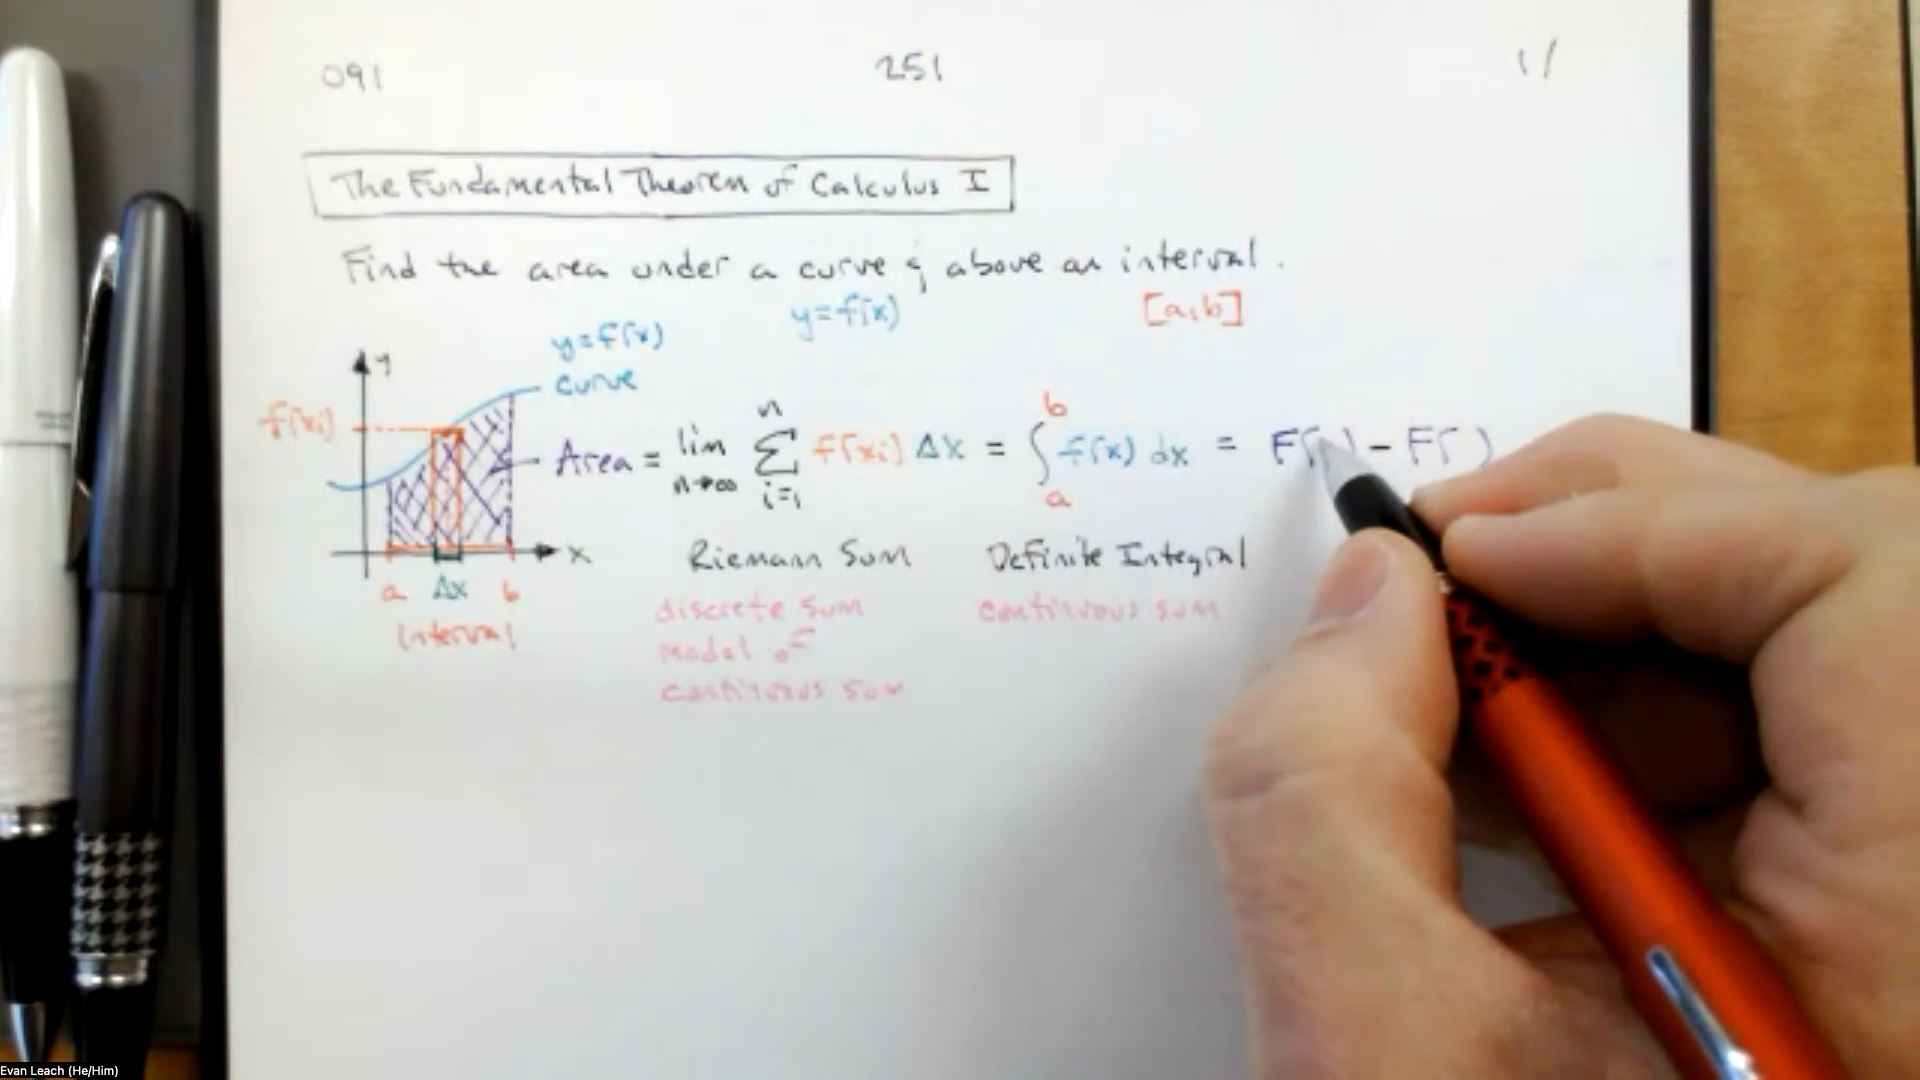 091 251 1/
The Fundamental Theorem of Calculus I
Find the area under a curve & above an interval.
y=f(x) [a,b]
y=f(x)
curve
y
f(xi)
Area = lim n→∞ n Σ i=1 f(xi) Δx = ∫ b a f(x) dx = F( ) - F( )
x
a Δx b
interval
Riemann Sum Definite Integral
discrete sum continuous sum
model of
continuous sum
Evan Leach (He/Him)